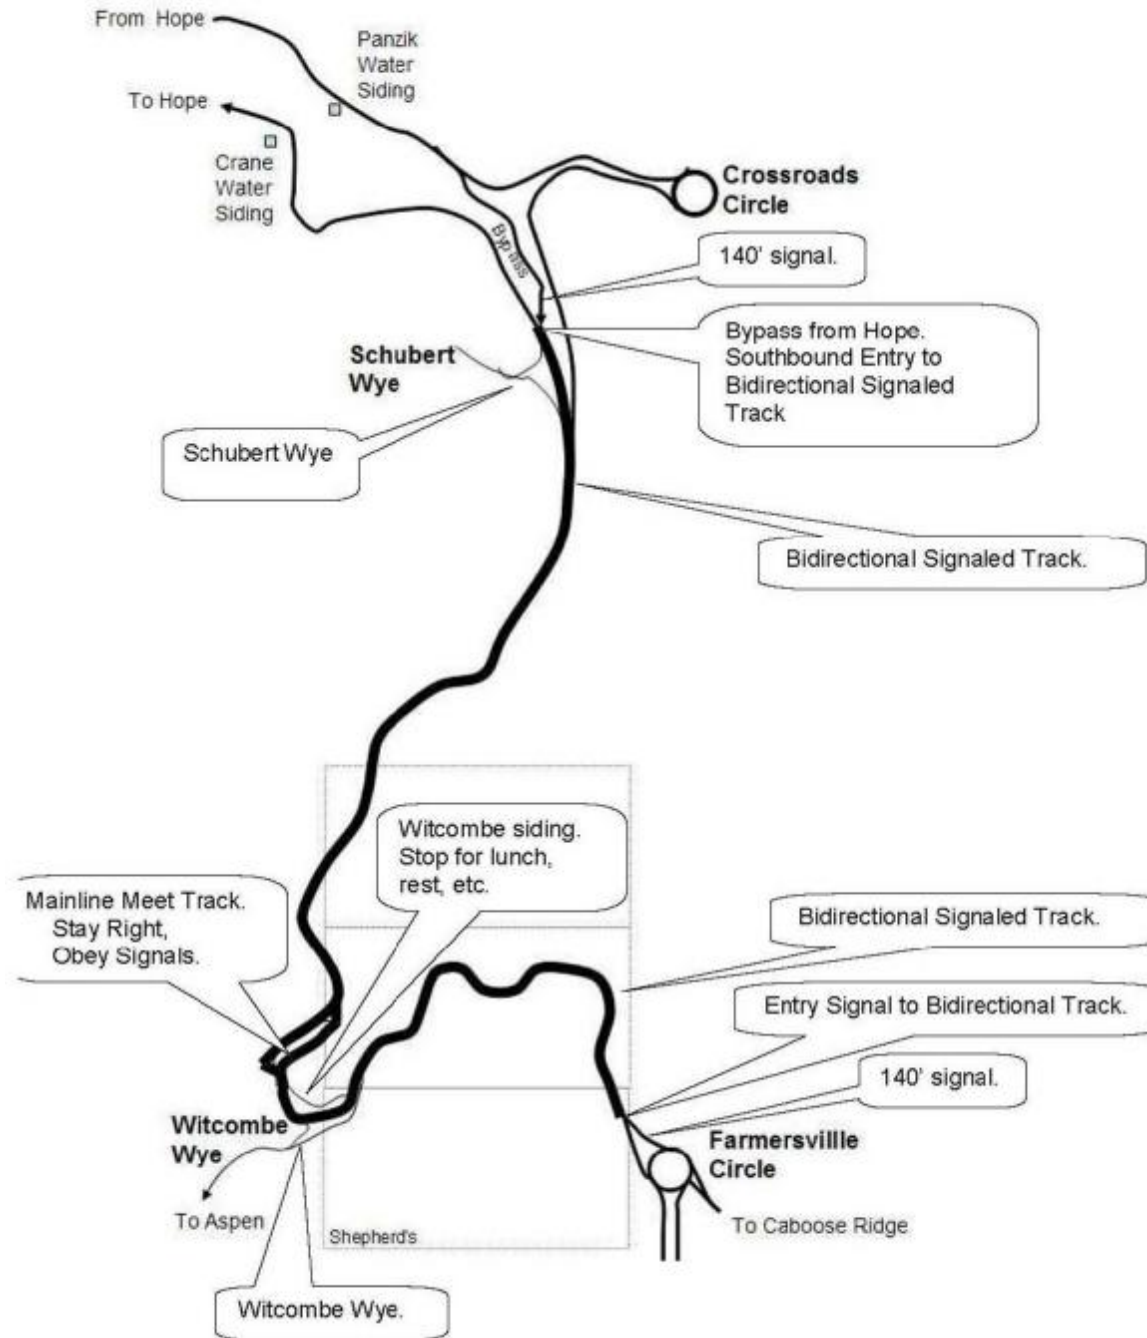 From Hope
Panzik
Water
Siding
To Hope
Crane
Water
Siding
Crossroads
Circle
Bypass
140' signal.
Bypass from Hope.
Southbound Entry to
Bidirectional Signaled
Track
Schubert
Wye
Schubert Wye
Bidirectional Signaled Track.
Witcombe siding.
Stop for lunch,
rest, etc.
Mainline Meet Track.
Stay Right,
Obey Signals.
Bidirectional Signaled Track.
Entry Signal to Bidirectional Track.
140' signal.
Witcombe
Wye
Farmersvillle
Circle
To Aspen
Shepherd's
To Caboose Ridge
Witcombe Wye.